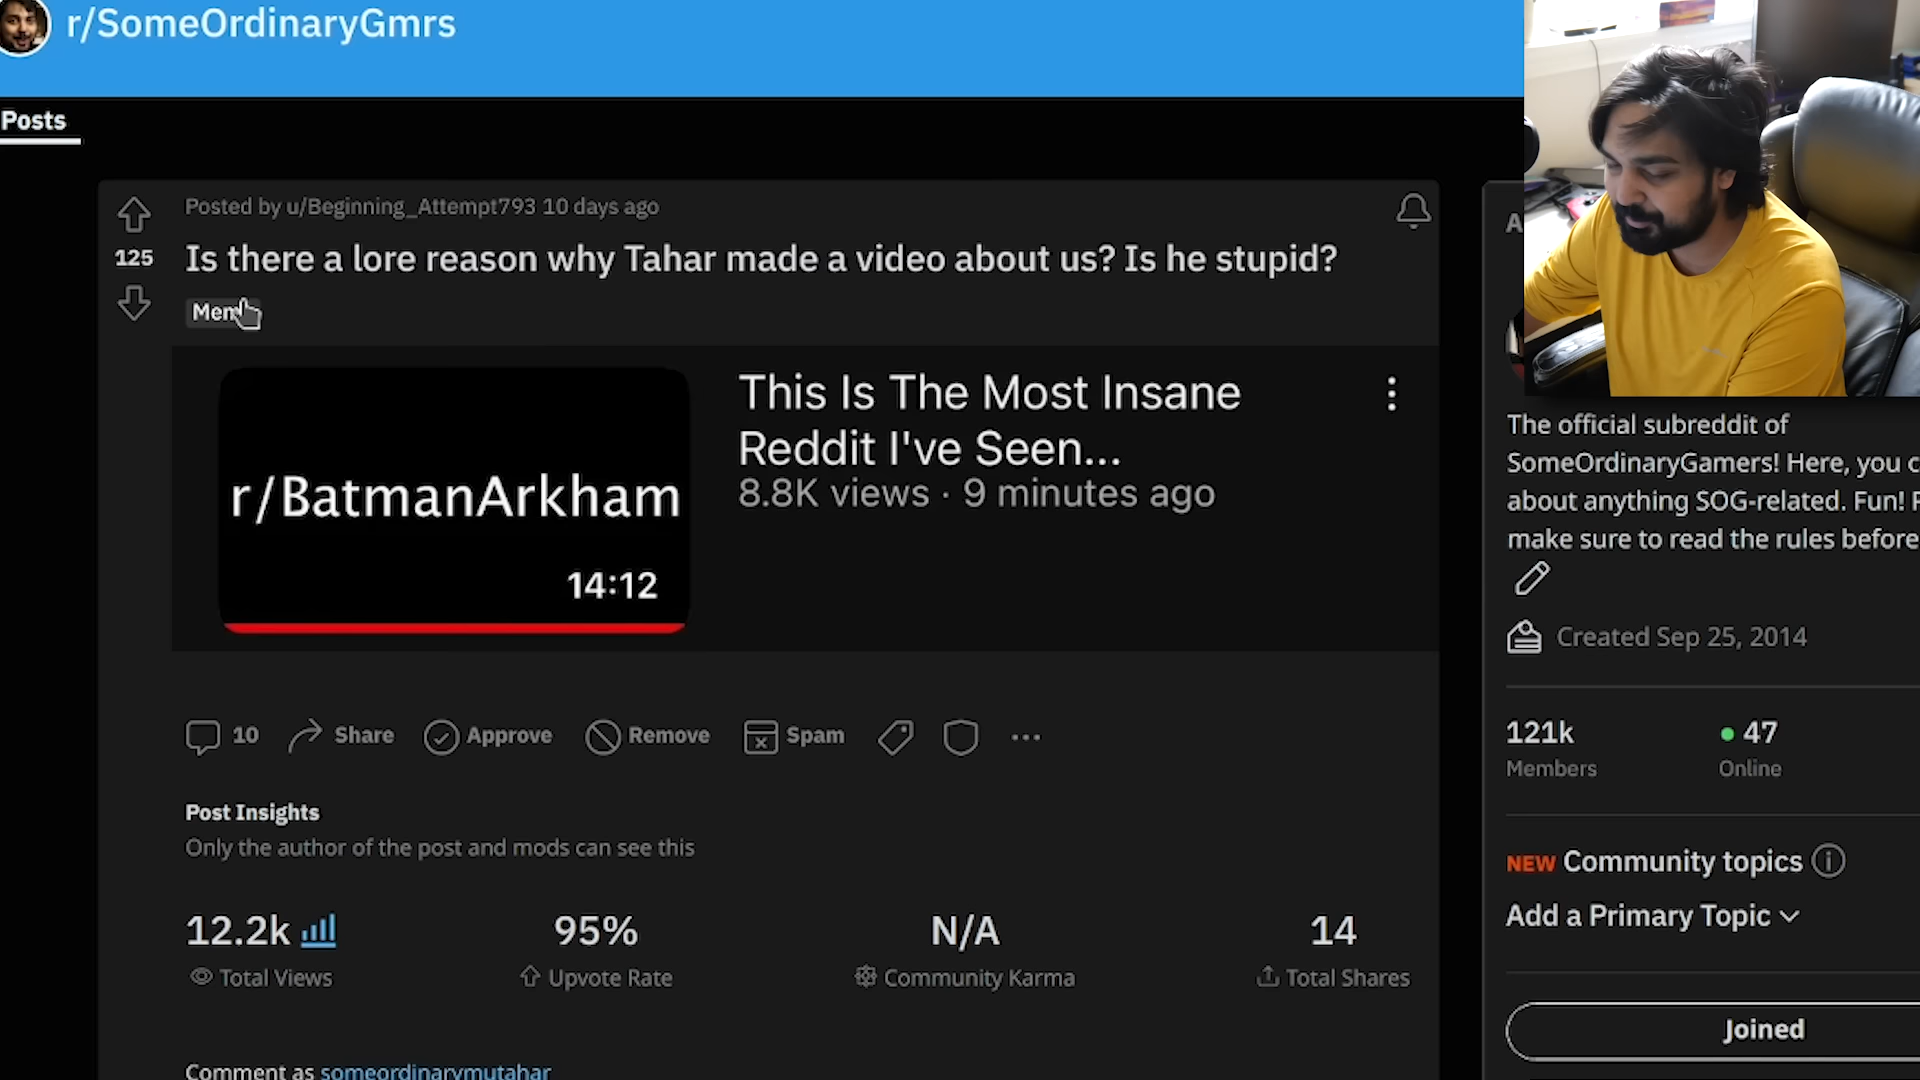 r/SomeOrdinaryGmrs
Posts
Posted by u/Beginning_Attempt793 10 days ago
125
Is there a lore reason why Tahar made a video about us? Is he stupid?
r/BatmanArkham
14:12
This Is The Most Insane
Reddit I've Seen...
8.8K views · 9 minutes ago
10 Share Approve Remove Spam
Post Insights
Only the author of the post and mods can see this
12.2k 95% N/A 14
Total Views Upvote Rate Community Karma Total Shares
Comment as someordinarymutahar
The official subreddit of
SomeOrdinaryGamers! Here, you c
about anything SOG-related. Fun!
make sure to read the rules before
Created Sep 25, 2014
121k 47
Members Online
NEW Community topics
Add a Primary Topic
Joined